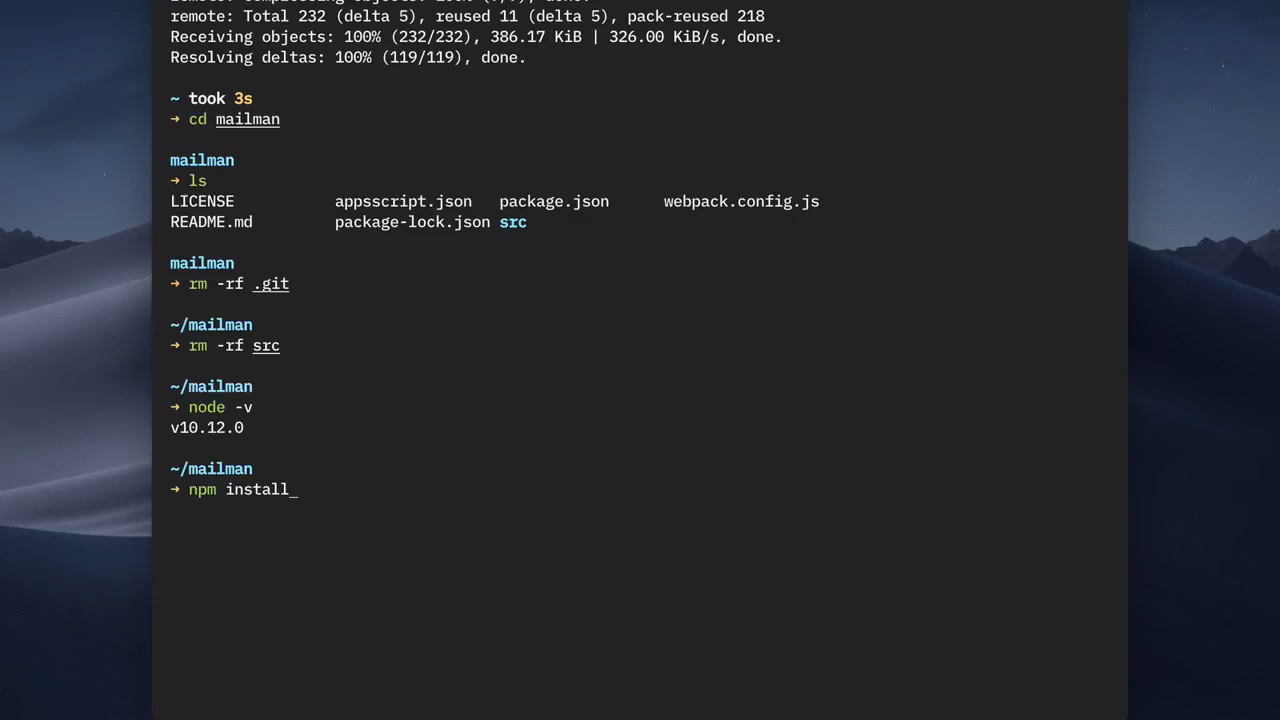 remote: Total 232 (delta 5), reused 11 (delta 5), pack-reused 218
Receiving objects: 100% (232/232), 386.17 KiB | 326.00 KiB/s, done.
Resolving deltas: 100% (119/119), done.
~ took 3s
→ cd mailman
mailman
→ ls
LICENSE appsscript.json package.json webpack.config.js
README.md package-lock.json src
mailman
→ rm -rf .git
~/mailman
→ rm -rf src
~/mailman
→ node -v
v10.12.0
~/mailman
→ npm install_